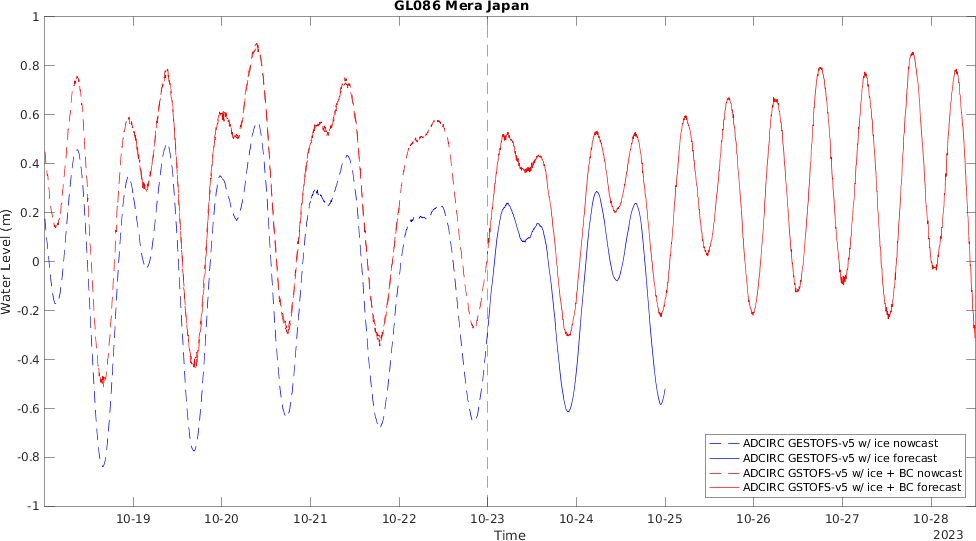 GL086 Mera Japan
1
0.8
0.6
0.4
0.2
0
-0.2
-0.4
-0.6
-0.8
-1
Water Level (m)
ADCIRC GESTOFS-v5 w/ ice nowcast
ADCIRC GESTOFS-v5 w/ ice forecast
ADCIRC GSTOFS-v5 w/ ice + BC nowcast
ADCIRC GSTOFS-v5 w/ ice + BC forecast
10-19 10-20 10-21 10-22 10-23 10-24 10-25 10-26 10-27 10-28
Time 2023